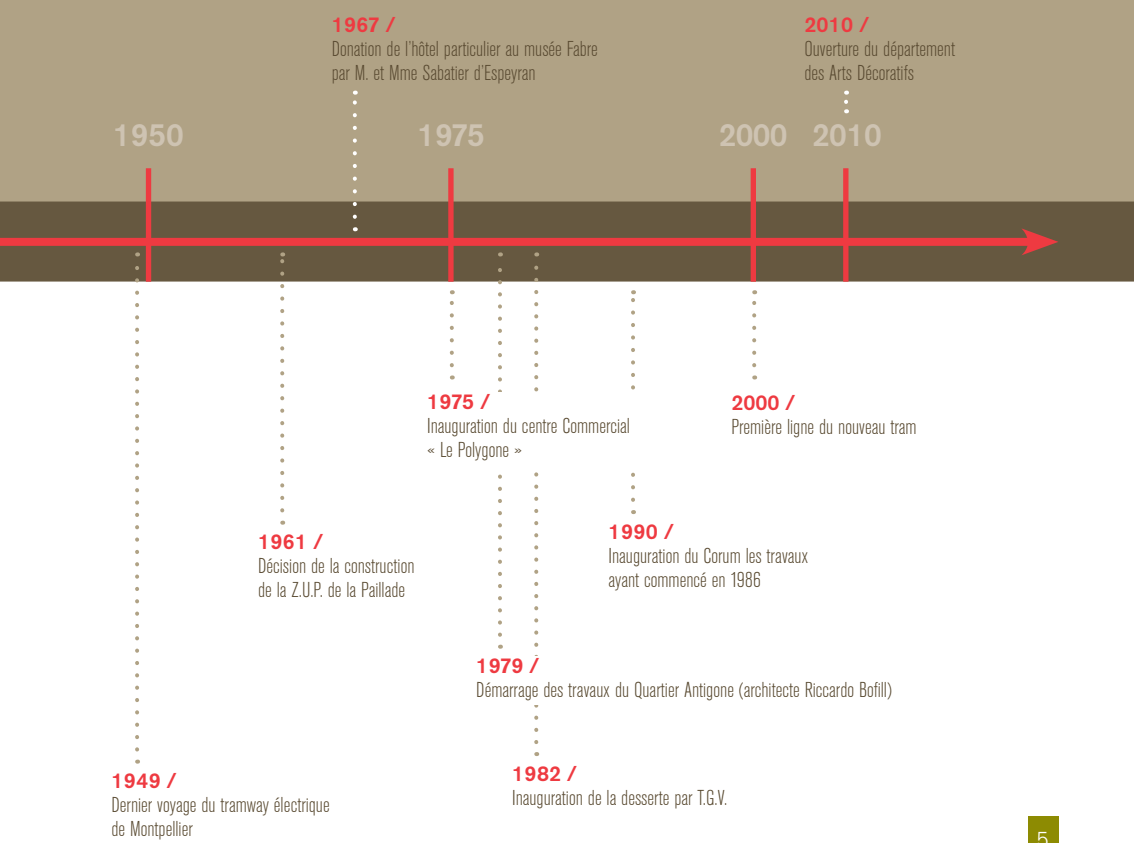 1967 /
Donation de l'hôtel particulier au musée Fabre
par M. et Mme Sabatier d'Espeyran
2010 /
Ouverture du département
des Arts Décoratifs
1950
1975
2000
2010
1975 /
Inauguration du centre Commercial
« Le Polygone »
2000 /
Première ligne du nouveau tram
1961 /
Décision de la construction
de la Z.U.P. de la Paillade
1990 /
Inauguration du Corum les travaux
ayant commencé en 1986
1979 /
Démarrage des travaux du Quartier Antigone (architecte Riccardo Bofill)
1949 /
Dernier voyage du tramway électrique
de Montpellier
1982 /
Inauguration de la desserte par T.G.V.
5